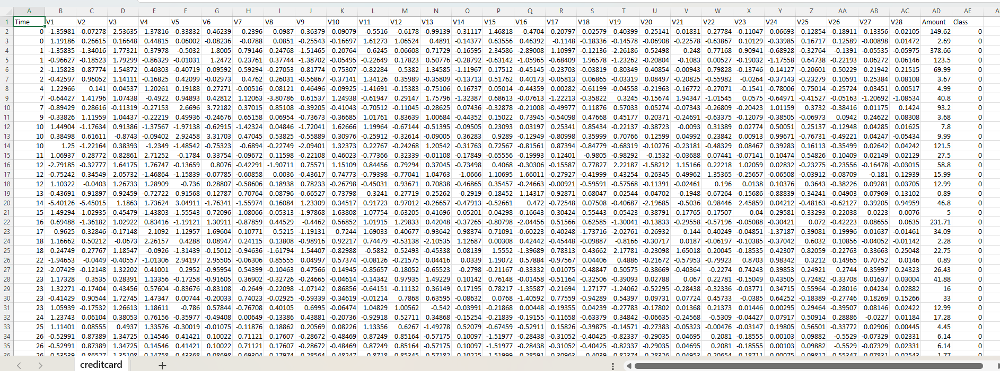 A B C D E F G H I J K L M N O P Q R S T U V W X Y Z AA AB AC AD AE
1 Time V1 V2 V3 V4 V5 V6 V7 V8 V9 V10 V11 V12 V13 V14 V15 V16 V17 V18 V19 V20 V21 V22 V23 V24 V25 V26 V27 V28 Amount Class
2 0 -1.35981 -0.07278 2.53635 1.37816 -0.33832 0.46239 0.2396 0.0987 0.36379 0.09079 -0.5516 -0.6178 -0.99139 -0.31117 1.46818 -0.4704 0.20797 0.02579 0.40399 0.25141 -0.01831 0.27784 -0.11047 0.06693 0.12854 -0.18911 0.13356 -0.02105 149.62 0
3 0 1.19186 0.26615 0.16648 0.44815 0.06002 -0.08236 -0.0788 0.0851 -0.25543 -0.16697 1.61273 1.06524 0.4891 -0.14377 0.63556 0.46392 -0.1148 -0.18336 -0.14578 -0.06908 -0.22578 -0.63867 0.10129 -0.33985 0.16717 0.12589 -0.00898 0.01472 2.69 0
4 1 -1.35835 -1.34016 1.77321 0.37978 -0.5032 1.8005 0.79146 0.24768 -1.51465 0.20764 0.6245 0.06608 0.71729 -0.16595 2.34586 -2.89008 1.10997 -0.12136 -2.26186 0.52498 0.248 0.77168 0.90941 -0.68928 -0.32764 -0.1391 -0.05535 -0.05975 378.66 0
5 1 -0.96627 -0.18523 1.79299 -0.86329 -0.01031 1.2472 0.23761 0.37744 -1.38702 -0.05495 -0.22649 0.17823 0.50776 -0.28792 -0.63142 -1.05965 -0.68409 1.96578 -1.23262 -0.20804 -0.1083 0.00527 -0.19032 -1.17558 0.64738 -0.22193 0.06272 0.06146 123.5 0
6 2 -1.15823 0.87774 1.54872 0.40303 -0.40719 0.09592 0.59294 -0.27053 0.81774 0.75307 -0.82284 0.5382 1.34585 -1.11967 0.17512 -0.45145 -0.23703 -0.03819 0.80349 0.40854 -0.00943 0.79828 -0.13746 0.14127 -0.20601 0.50229 0.21942 0.21515 69.99 0
7 2 -0.42597 0.96052 1.14111 -0.16825 0.42099 -0.02973 0.4762 0.26031 -0.56867 -0.37141 1.34126 0.35989 -0.35809 -0.13713 0.51762 0.40173 -0.05813 0.06865 -0.03319 0.08497 -0.20825 -0.55982 -0.0264 -0.37143 -0.23279 0.10591 0.25384 0.08108 3.67 0
8 4 1.22966 0.141 0.04537 1.20261 0.19188 0.27271 -0.00516 0.08121 0.46496 -0.09925 -1.41691 -0.15383 -0.75106 0.16737 0.05014 -0.44359 0.00282 -0.61199 -0.04558 -0.21963 -0.16772 -0.27071 -0.1541 -0.78006 0.75014 -0.25724 0.03451 0.00517 4.99 0
9 7 -0.64427 1.41796 1.07438 -0.4922 0.94893 0.42812 1.12063 -3.80786 0.61537 1.24938 -0.61947 0.29147 1.75796 -1.32387 0.68613 -0.07613 -1.22213 -0.35822 0.3245 -0.15674 1.94347 -1.01545 0.0575 -0.64971 -0.41527 -0.05163 -1.20692 -1.08534 40.8 0
10 7 -0.89429 0.28616 -0.11319 -0.27153 2.6696 3.72182 0.37015 0.85108 -0.39205 -0.41043 -0.70512 -0.11045 -0.28625 0.07436 -0.32878 -0.21008 -0.49977 0.11876 0.57033 0.05274 -0.07343 -0.26809 -0.20423 1.01159 0.3732 -0.38416 0.01175 0.1424 93.2 0
11 9 -0.33826 1.11959 1.04437 -0.22219 0.49936 -0.24676 0.65158 0.06954 -0.73673 -0.36685 1.01761 0.83639 1.00684 -0.44352 0.15022 0.73945 -0.54098 0.47668 0.45177 0.20371 -0.24691 -0.63375 -0.12079 -0.38505 -0.06973 0.0942 0.24622 0.08308 3.68 0
12 10 1.44904 -1.17634 0.91386 -1.37567 -1.97138 -0.62915 -1.42324 0.04846 -1.72041 1.62666 1.19964 -0.67144 -0.51395 -0.09505 0.23093 0.03197 0.25341 0.85434 -0.22137 -0.38723 -0.0093 0.31389 0.02774 0.50051 0.25137 -0.12948 0.04285 0.01625 7.8 0
13 10 0.38498 0.61611 -0.8743 -0.09402 2.92458 3.31703 0.47045 0.53825 -0.55889 0.30976 -0.25912 -0.32614 -0.09005 0.36283 0.9289 -0.12949 -0.80998 0.35999 0.70766 0.12599 0.04992 0.23842 0.00913 0.99671 -0.76731 -0.49221 0.04247 -0.05434 9.99 0
14 10 1.25 -1.22164 0.38393 -1.2349 -1.48542 -0.75323 -0.6894 -0.22749 -2.09401 1.32373 0.22767 -0.24268 1.20542 -0.31763 0.72567 -0.81561 0.87394 -0.84779 -0.68319 -0.10276 -0.23181 -0.48329 0.08467 0.39283 0.16113 -0.35499 0.02642 0.04242 121.5 0
15 11 1.06937 0.28772 0.82861 2.71252 -0.1784 0.33754 -0.09672 0.11598 -0.22108 0.46023 -0.77366 0.32339 -0.01108 -0.17849 -0.65556 -0.19993 0.12401 -0.9805 -0.98292 -0.1532 -0.03688 0.07441 -0.07141 0.10474 0.54826 0.10409 0.02149 0.02129 27.5 0
16 12 -2.79185 -0.32777 1.64175 1.76747 -0.13659 0.8076 -0.42291 -1.90711 0.75571 1.15109 0.84456 0.79294 0.37045 -0.73498 0.4068 -0.30306 -0.15587 0.77827 2.22187 -1.58212 1.15166 0.22218 1.02059 0.02832 -0.23275 -0.23556 -0.16478 -0.03015 58.8 0
17 12 -0.75242 0.34549 2.05732 -1.46864 -1.15839 -0.07785 -0.60858 0.0036 -0.43617 0.74773 -0.79398 -0.77041 1.04763 -1.0666 1.10695 1.66011 -0.27927 -0.41999 0.43254 0.26345 0.49962 1.35365 -0.25657 -0.06508 -0.03912 -0.08709 -0.181 0.12939 15.99 0
18 12 1.10322 -0.0403 1.26733 1.28909 -0.736 0.28807 -0.58606 0.18938 0.78233 -0.26798 -0.45031 0.93671 0.70838 -0.46865 0.35457 -0.24663 -0.00921 -0.59591 -0.57568 -0.11391 -0.02461 0.196 0.0138 0.10376 0.3643 -0.38226 0.09281 0.03705 12.99 0
19 13 -0.43691 0.91897 0.92459 -0.72722 0.91568 -0.12787 0.70764 0.08796 -0.66527 -0.73798 0.3241 0.27719 0.25262 -0.2919 -0.18452 1.14317 -0.92871 0.68047 0.02544 -0.04702 -0.1948 -0.67264 -0.15686 -0.88839 -0.34241 -0.04903 0.07969 0.13102 0.89 0
20 14 -5.40126 -5.45015 1.1863 1.73624 3.04911 -1.76341 -1.55974 0.16084 1.23309 0.34517 0.91723 0.97012 -0.26657 -0.47913 -0.52661 0.472 -0.72548 0.07508 -0.40687 -2.19685 -0.5036 0.98446 2.45859 0.04212 -0.48163 -0.62127 0.39205 0.94959 46.8 0
21 15 1.49294 -1.02935 0.45479 -1.43803 -1.55543 -0.72096 -1.08066 -0.05313 -1.97868 1.63808 1.07754 -0.63205 -0.41696 0.05201 -0.04298 -0.16643 0.30424 0.55443 0.05423 -0.38791 -0.17765 -0.17507 0.04 0.29581 0.33293 -0.22038 0.0223 0.0076 5 0
22 16 0.69488 -1.36182 1.02922 0.83416 -1.19121 1.30911 -0.87859 0.44529 -0.4462 0.56852 1.01915 1.29833 0.42048 -0.37265 -0.80798 -2.04456 0.51566 0.62585 -1.30041 -0.13833 -0.29558 -0.57196 -0.05088 -0.30421 0.072 -0.42223 0.08655 0.0635 231.71 0
23 17 0.9625 0.32846 -0.17148 2.1092 1.12957 1.69604 0.10771 0.5215 -1.19131 0.7244 1.69033 0.40677 -0.93642 0.98374 0.71091 -0.60223 0.40248 -1.73716 -2.02761 -0.26932 0.144 0.40249 -0.04851 -1.37187 0.39081 0.19996 0.01637 -0.01461 34.09 0
24 18 1.16662 0.50212 -0.0673 2.26157 0.4288 0.08947 0.24115 0.13808 -0.98916 0.92217 0.74479 -0.53138 -2.10535 1.12687 0.00308 0.42442 -0.45448 -0.09887 -0.8166 -0.30717 0.0187 -0.06197 -0.10385 -0.37042 0.6032 0.10856 -0.04052 -0.01142 2.28 0
25 18 0.24749 0.27767 1.18547 -0.0926 -1.31439 -0.15012 -0.94636 -1.61794 1.54407 -0.82988 -0.5832 0.52493 -0.45338 0.08139 1.5552 -1.39689 0.78313 0.43662 2.17781 -0.23098 1.65018 0.20045 -0.18535 0.42307 0.82059 -0.22763 0.33663 0.25048 22.75 0
26 22 -1.94653 -0.0449 -0.40557 -1.01306 2.94197 2.95505 -0.06306 0.85555 0.04997 0.57374 -0.08126 -0.21575 0.04416 0.0339 1.19072 0.57884 -0.97567 0.04406 0.4886 -0.21672 -0.57953 -0.79923 0.8703 0.98342 0.3212 0.14965 0.70752 0.0146 0.89 0
27 22 -2.07429 -0.12148 1.32202 0.41001 0.2952 -0.95954 0.54399 -0.10463 0.47566 0.14945 -0.85657 -0.18052 -0.65523 -0.2798 -0.21167 -0.33332 0.01075 -0.48847 0.50575 -0.38669 -0.40364 -0.2274 0.74243 0.39853 0.24921 0.2744 0.35997 0.24323 26.43 0
28 23 1.17328 0.3535 0.28391 1.13356 -0.17258 -0.91605 0.36902 -0.32726 -0.24665 -0.04614 -0.14342 0.97935 1.49229 0.10142 0.76148 -0.01458 -0.51164 -0.32506 -0.39093 0.02788 0.067 0.22781 -0.15049 0.43505 0.72482 -0.33708 0.01637 0.03004 41.88 0
29 23 1.32271 -0.17404 0.43456 0.57604 -0.83676 -0.83108 -0.2649 -0.22098 -1.07142 0.86856 -0.64151 -0.11132 0.36149 0.17195 0.78217 -1.35587 -0.21694 1.27177 -1.24062 -0.52295 -0.28438 -0.32336 -0.03771 0.34715 0.55964 -0.28016 0.04234 0.02882 16 0
30 23 -0.41429 0.90544 1.72745 1.47347 0.00744 -0.20033 0.74023 -0.02925 -0.59339 -0.34619 -0.01214 0.7868 0.63595 -0.08632 0.0768 -1.40592 0.77559 -0.94289 0.54397 0.09731 0.07724 0.45733 -0.0385 0.64252 -0.18389 -0.27746 0.18269 0.15266 33 0
31 23 1.05939 -0.17532 1.26613 1.18611 -0.786 0.57844 -0.76708 0.40105 0.6995 -0.06474 1.04829 1.00562 -0.542 -0.03991 -0.21868 0.00448 -0.19355 0.04239 -0.27783 -0.17802 0.01368 0.21373 0.01446 0.00295 0.29464 -0.39507 0.08146 0.02422 12.99 0
32 24 1.23743 0.06104 0.38053 0.76156 -0.35977 -0.49408 0.00649 -0.13386 0.43881 -0.20736 -0.92918 0.52711 0.34868 -0.15254 -0.21839 -0.19155 -0.11658 -0.63379 0.34842 -0.06635 -0.24568 -0.5309 -0.04427 0.07917 0.50914 0.28886 -0.0227 0.01184 17.28 0
33 25 1.11401 0.08555 0.4937 1.33576 -0.30019 -0.01075 -0.11876 0.18862 0.20569 0.08226 1.13356 0.6267 -1.49278 0.52079 -0.67459 -0.52911 0.15826 -0.39875 -0.14571 -0.27383 -0.05323 -0.00476 -0.03147 0.19805 0.56501 -0.33772 0.02906 0.00445 4.45 0
34 26 -0.52991 0.87389 1.34725 0.14546 0.41421 0.10022 0.71121 0.17607 -0.28672 -0.48469 0.87249 0.85164 -0.57175 0.10097 -1.51977 -0.28438 -0.31052 -0.40425 -0.82337 -0.29035 0.04695 0.2081 -0.18555 0.00103 0.09882 -0.5529 -0.07329 0.02331 6.14 0
35 26 -0.52991 0.87389 1.34725 0.14546 0.41421 0.10022 0.71121 0.17607 -0.28672 -0.48469 0.87249 0.85164 -0.57175 0.10097 -1.51977 -0.28438 -0.31052 -0.40425 -0.82337 -0.29035 0.04695 0.2081 -0.18555 0.00103 0.09882 -0.5529 -0.07329 0.02331 6.14 0
creditcard